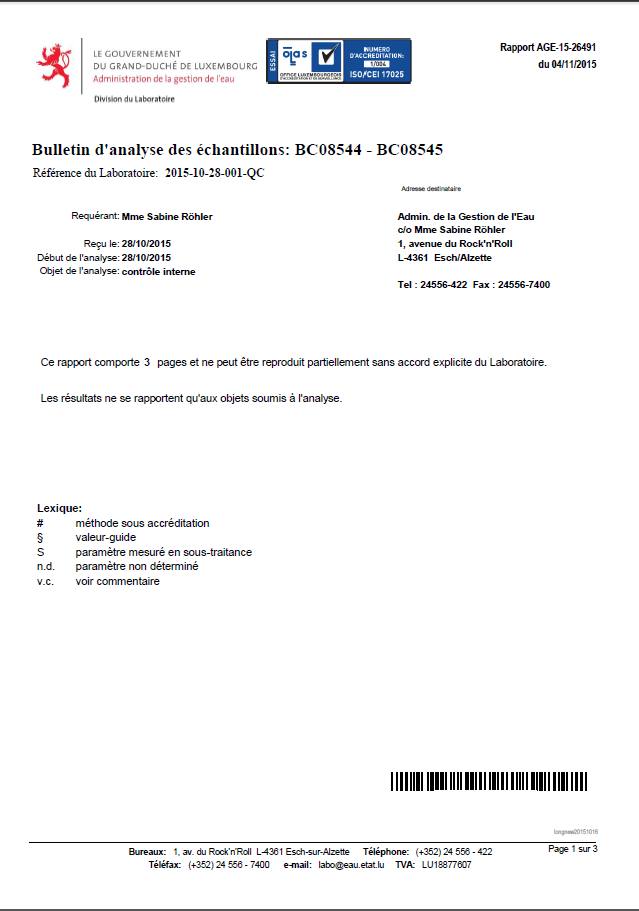 LE GOUVERNEMENT
DU GRAND-DUCHÉ DE LUXEMBOURG
Administration de la gestion de l'eau
Division du Laboratoire
ESSAI
olas
OFFICE LUXEMBOURGEOIS
D'ACCREDITATION ET DE SURVEILLANCE
NUMERO
D'ACCREDITATION:
1/004
ISO/CEI 17025
Rapport AGE-15-26491
du 04/11/2015
Bulletin d'analyse des échantillons: BC08544 - BC08545
Référence du Laboratoire: 2015-10-28-001-QC
Adresse destinataire
Requérant: Mme Sabine Röhler
Reçu le: 28/10/2015
Début de l'analyse: 28/10/2015
Objet de l'analyse: contrôle interne
Admin. de la Gestion de l'Eau
c/o Mme Sabine Röhler
1, avenue du Rock'n'Roll
L-4361 Esch/Alzette
Tel : 24556-422 Fax : 24556-7400
Ce rapport comporte 3 pages et ne peut être reproduit partiellement sans accord explicite du Laboratoire.
Les résultats ne se rapportent qu'aux objets soumis à l'analyse.
Lexique:
# méthode sous accréditation
§ valeur-guide
S paramètre mesuré en sous-traitance
n.d. paramètre non déterminé
v.c. voir commentaire
longnew20151016
Bureaux: 1, av. du Rock'n'Roll L-4361 Esch-sur-Alzette Téléphone: (+352) 24 556 - 422
Page 1 sur 3
Téléfax: (+352) 24 556 - 7400 e-mail: labo@eau.etat.lu TVA: LU18877607